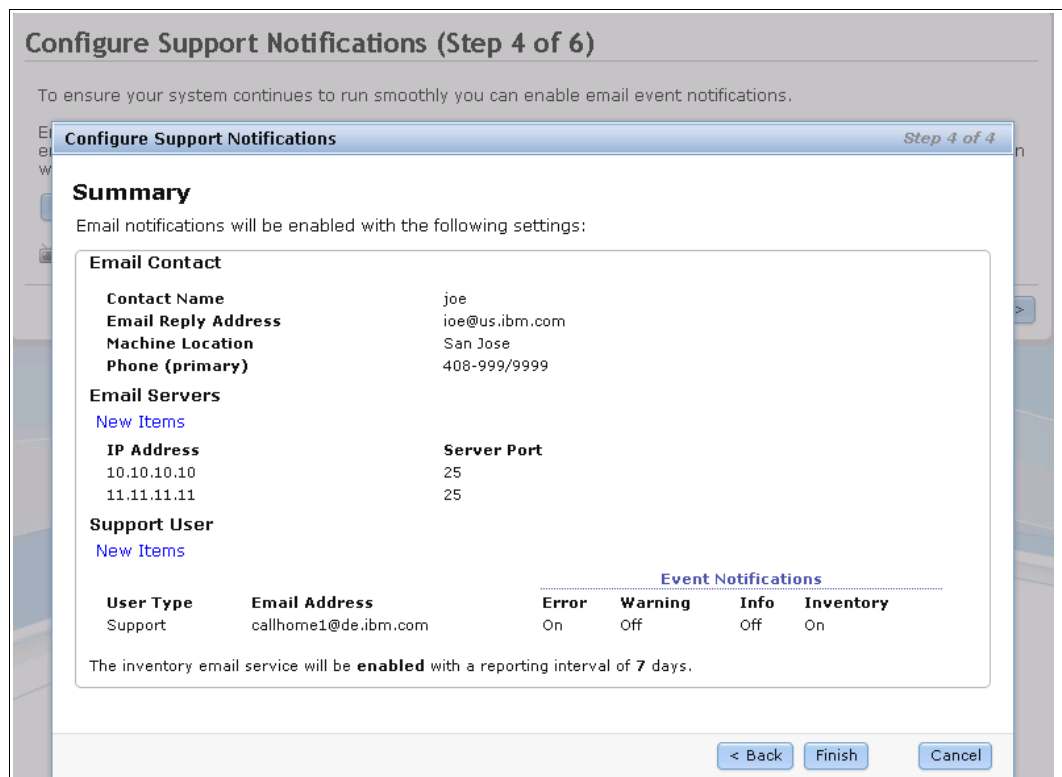 Configure Support Notifications (Step 4 of 6)
To ensure your system continues to run smoothly you can enable email event notifications.
Configure Support Notifications Step 4 of 4
Summary
Email notifications will be enabled with the following settings:
Email Contact
Contact Name joe
Email Reply Address ioe@us.ibm.com
Machine Location San Jose
Phone (primary) 408-999/9999
Email Servers
New Items
IP Address Server Port
10.10.10.10 25
11.11.11.11 25
Support User
New Items
Event Notifications
User Type Email Address Error Warning Info Inventory
Support callhome1@de.ibm.com On Off Off On
The inventory email service will be enabled with a reporting interval of 7 days.
< Back Finish Cancel